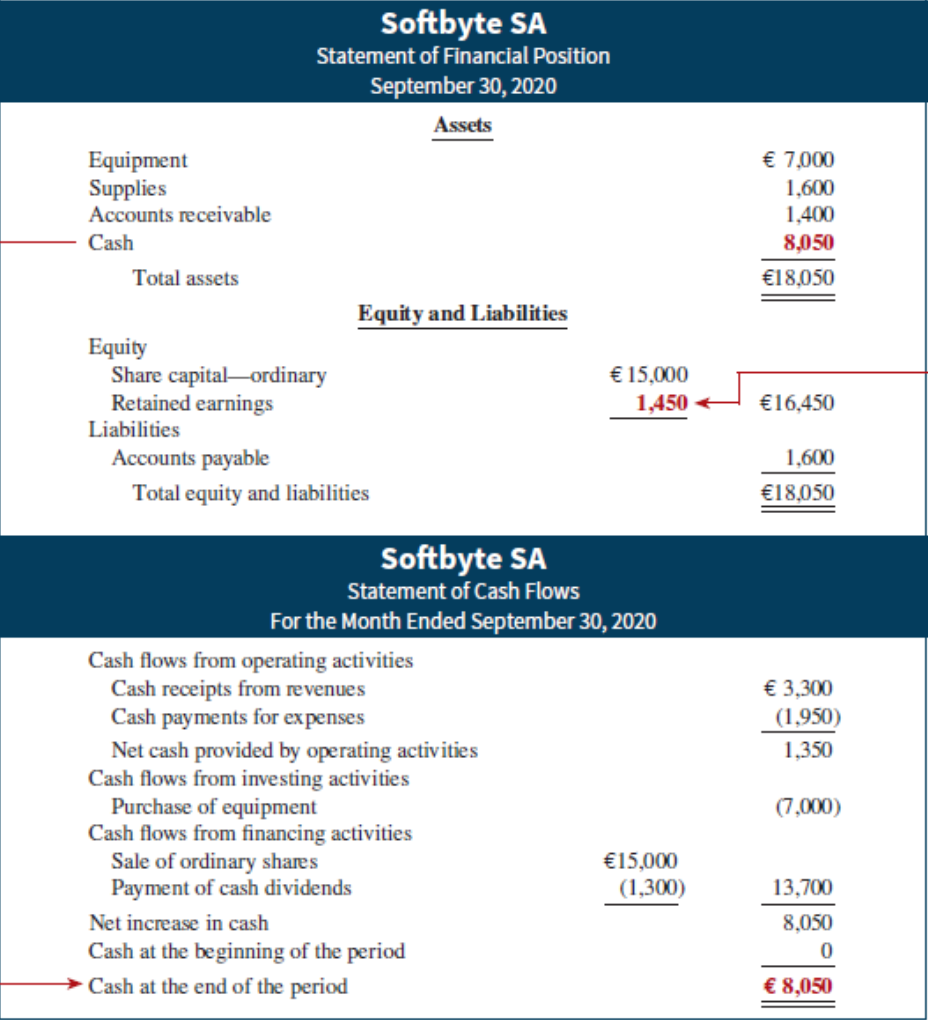 Softbyte SA
Statement of Financial Position
September 30, 2020
Assets
Equipment € 7,000
Supplies 1,600
Accounts receivable 1,400
Cash 8,050
Total assets €18,050
Equity and Liabilities
Equity
Share capital—ordinary € 15,000
Retained earnings 1,450 €16,450
Liabilities
Accounts payable 1,600
Total equity and liabilities €18,050
Softbyte SA
Statement of Cash Flows
For the Month Ended September 30, 2020
Cash flows from operating activities
Cash receipts from revenues € 3,300
Cash payments for expenses (1,950)
Net cash provided by operating activities 1,350
Cash flows from investing activities
Purchase of equipment (7,000)
Cash flows from financing activities
Sale of ordinary shares €15,000
Payment of cash dividends (1,300) 13,700
Net increase in cash 8,050
Cash at the beginning of the period 0
Cash at the end of the period € 8,050